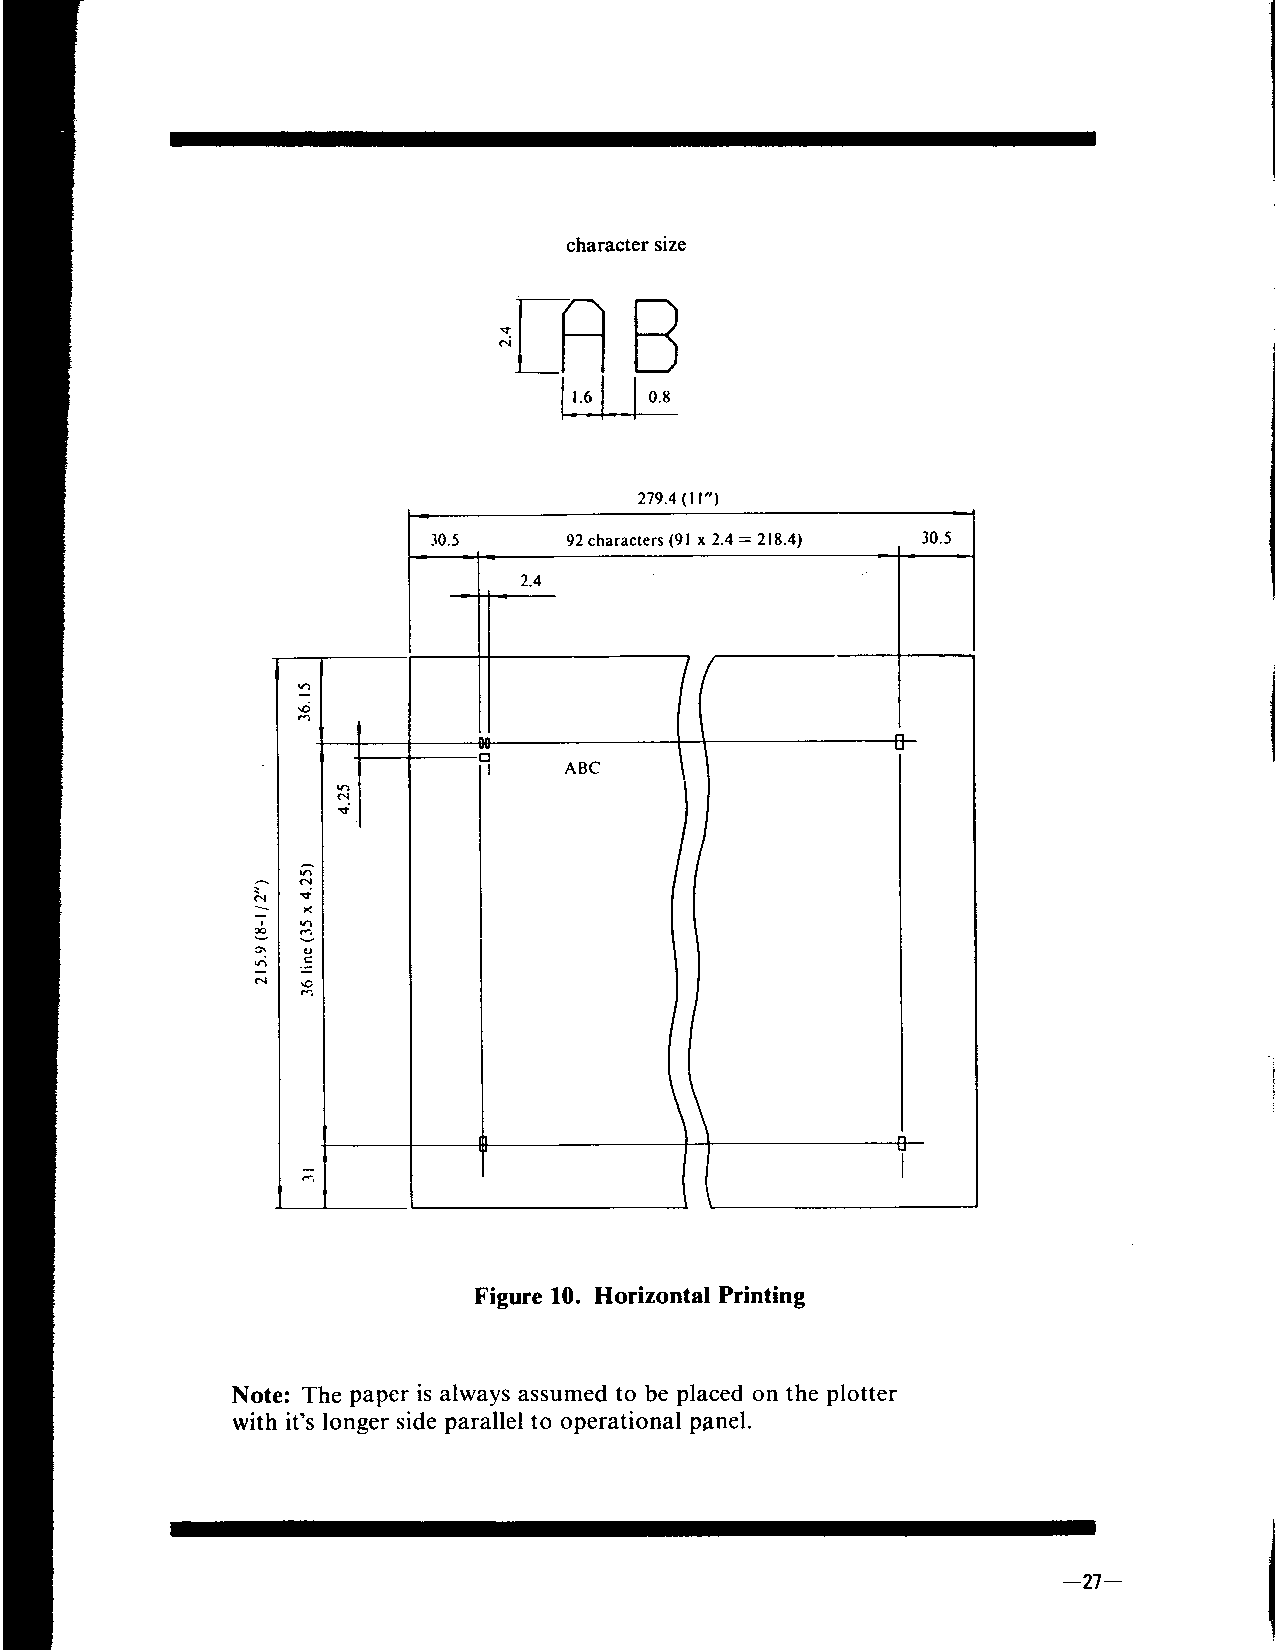 character size
2.4
1.6 0.8
279.4 (11")
30.5 92 characters (91 x 2.4 = 218.4) 30.5
2.4
36.15
ABC
4.25
215.9 (8-1/2")
36 line (35 x 4.25)
31
Figure 10. Horizontal Printing
Note: The paper is always assumed to be placed on the plotter
with it's longer side parallel to operational panel.
—27—